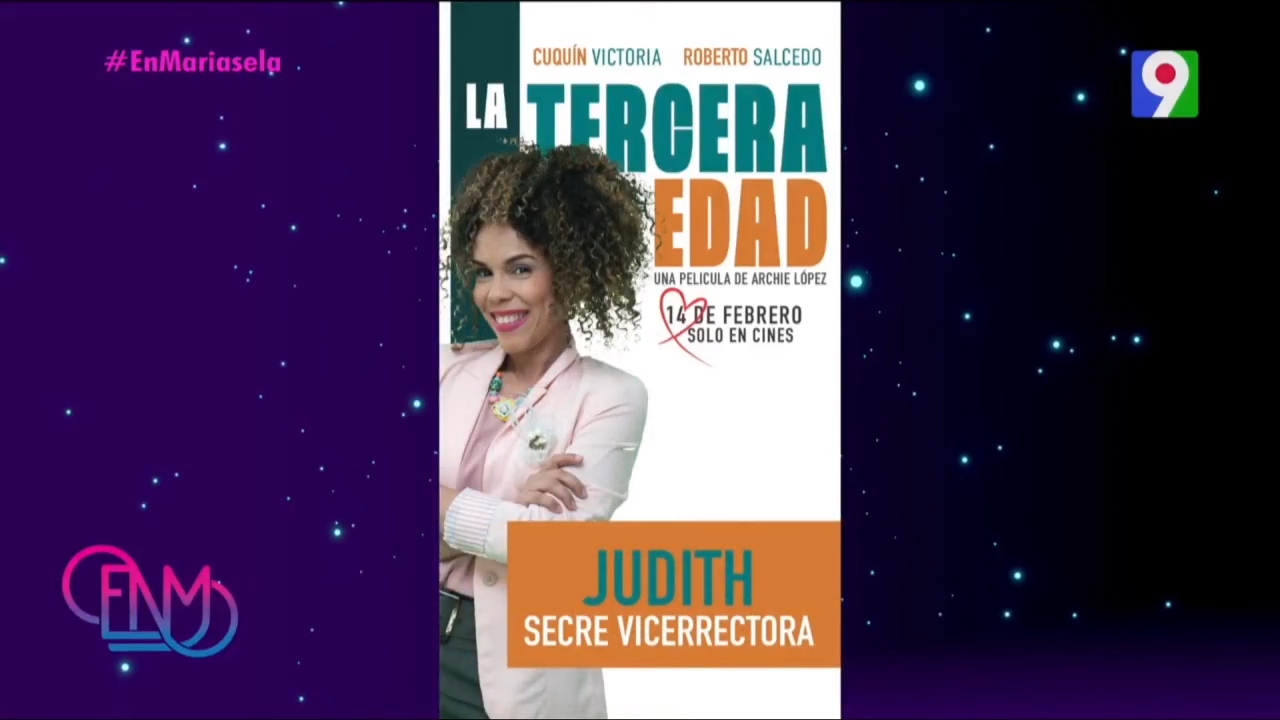 #EnMariasela
9
CUQUÍN VICTORIA ROBERTO SALCEDO
LA TERCERA
EDAD
UNA PELICULA DE ARCHIE LÓPEZ
14 DE FEBRERO
SOLO EN CINES
JUDITH
SECRE VICERRECTORA
ENM